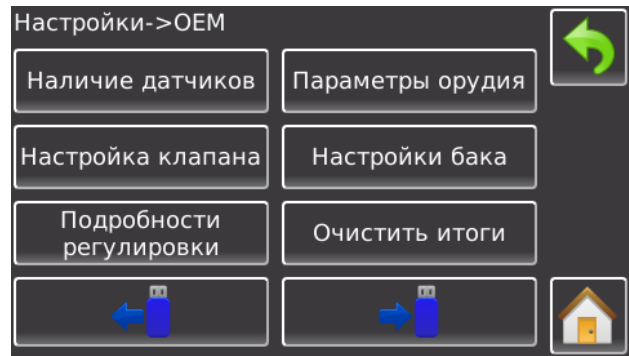 Настройки->OEM
Наличие датчиков
Параметры орудия
Настройка клапана
Настройки бака
Подробности
регулировки
Очистить итоги